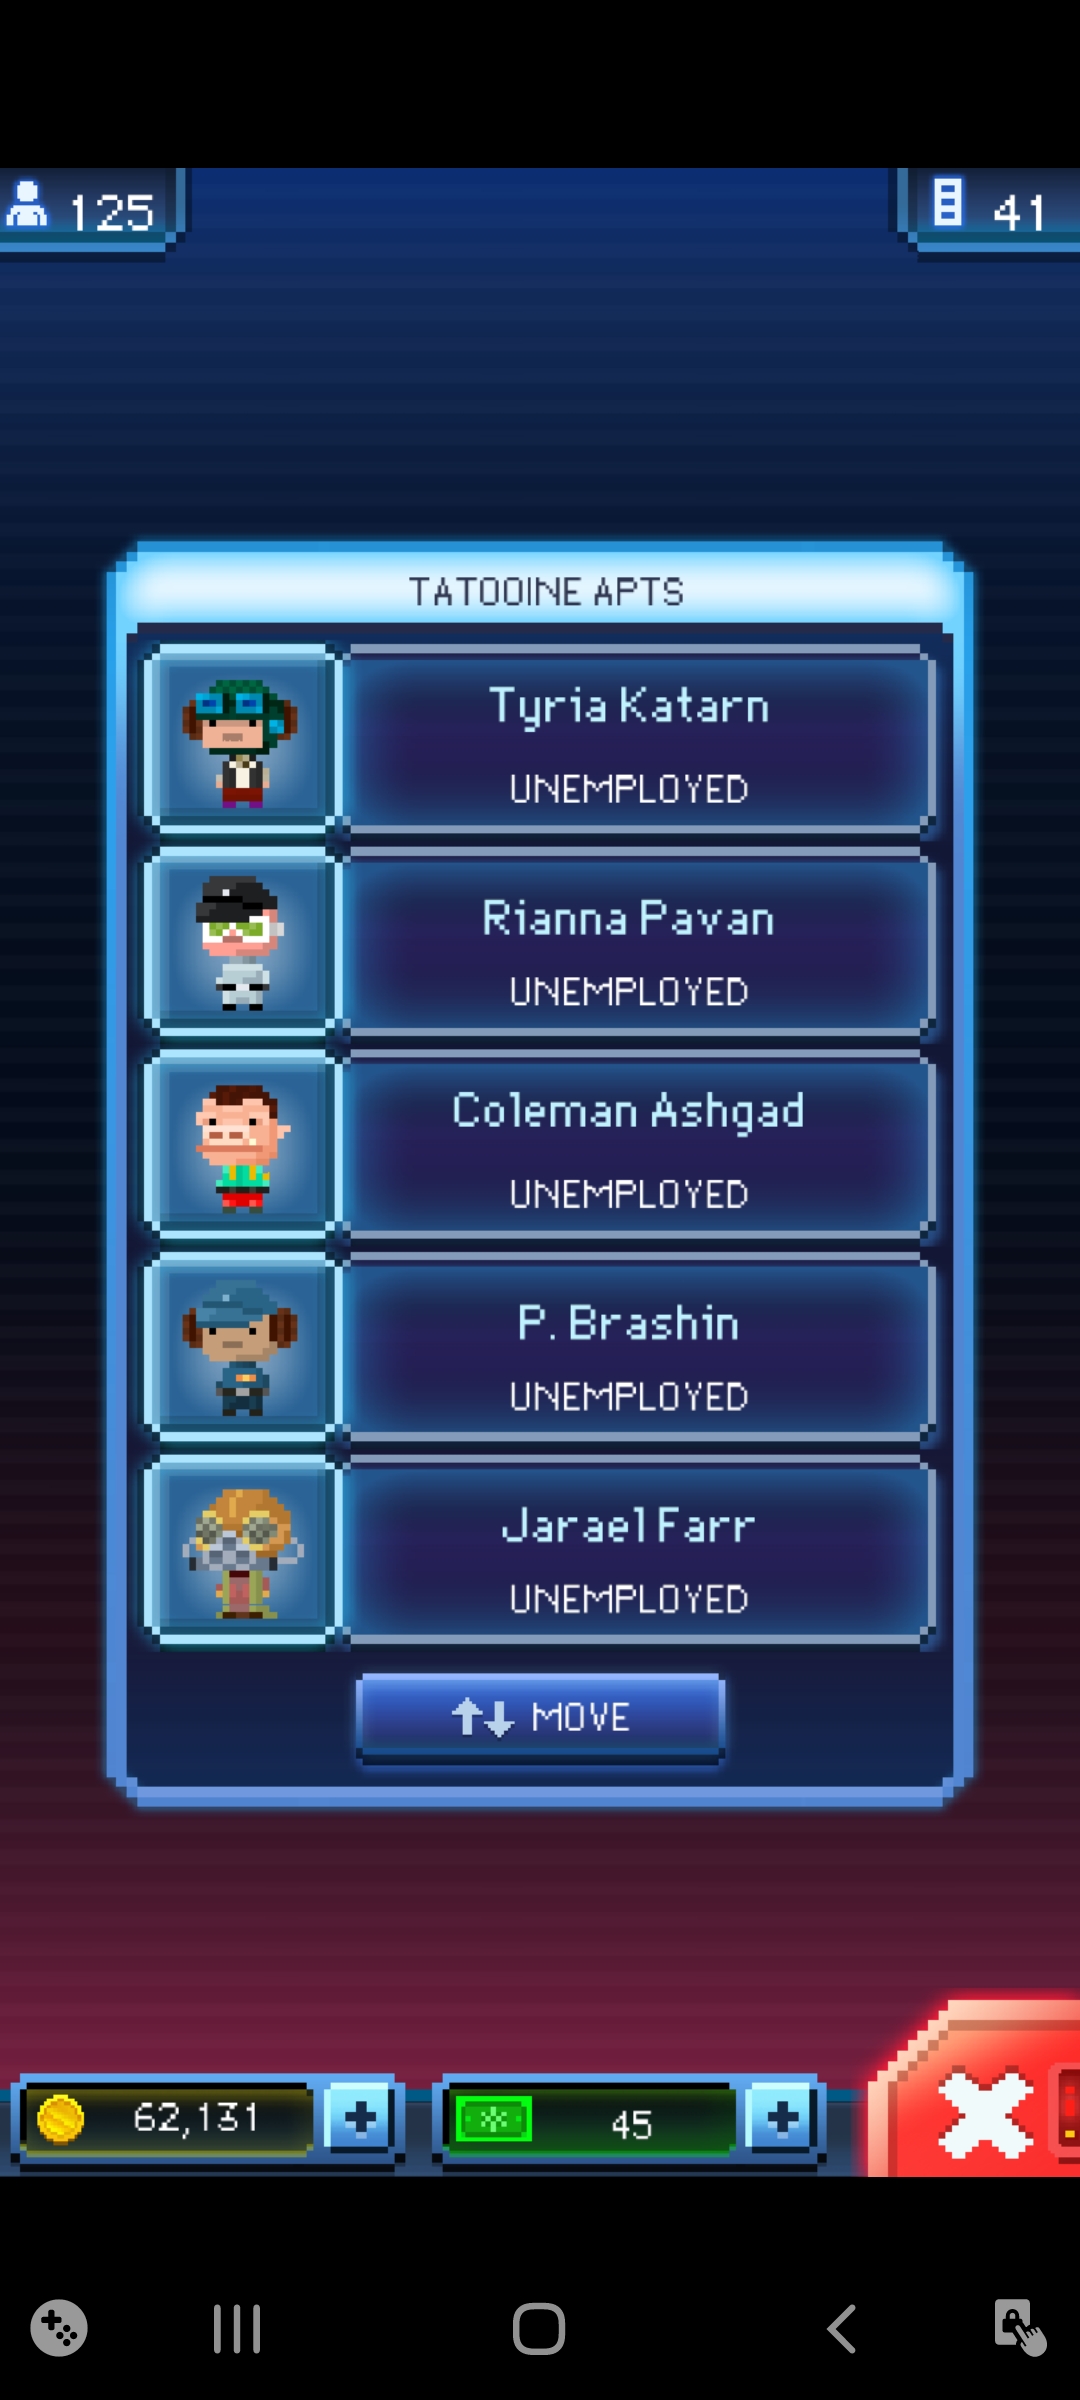 125
41
TATOOINE APTS
Tyria Katarn
UNEMPLOYED
Rianna Pavan
UNEMPLOYED
Coleman Ashgad
UNEMPLOYED
P. Brashin
UNEMPLOYED
Jarael Farr
UNEMPLOYED
MOVE
62,131
45